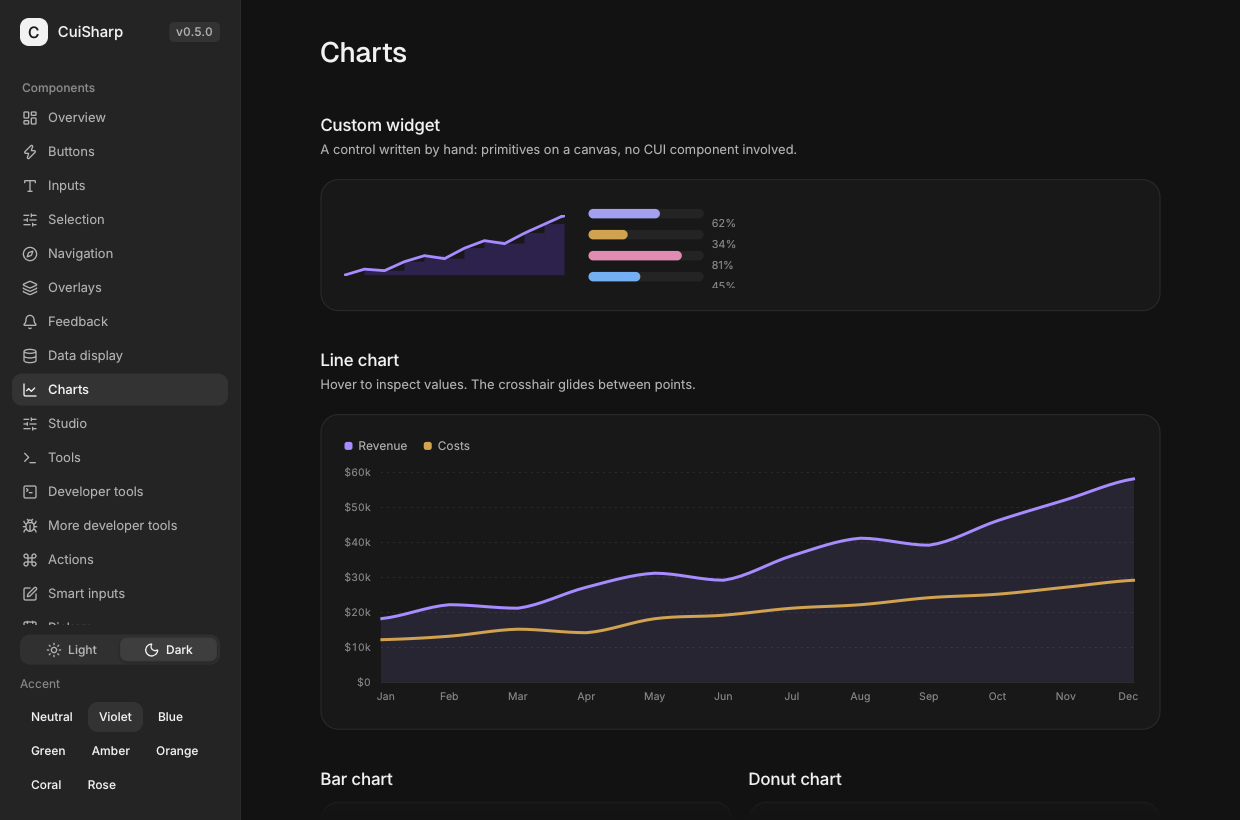 C CuiSharp v0.5.0
Components
Overview
Buttons
Inputs
Selection
Navigation
Overlays
Feedback
Data display
Charts
Studio
Tools
Developer tools
More developer tools
Actions
Smart inputs
Light Dark
Accent
Neutral Violet Blue
Green Amber Orange
Coral Rose
Charts
Custom widget
A control written by hand: primitives on a canvas, no CUI component involved.
62%
34%
81%
45%
Line chart
Hover to inspect values. The crosshair glides between points.
Revenue Costs
$60k
$50k
$40k
$30k
$20k
$10k
$0
Jan Feb Mar Apr May Jun Jul Aug Sep Oct Nov Dec
Bar chart Donut chart